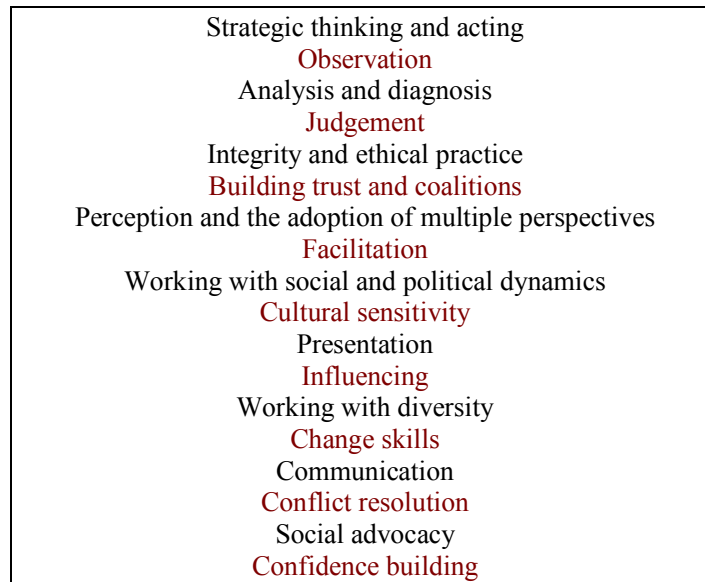 Strategic thinking and acting
Observation
Analysis and diagnosis
Judgement
Integrity and ethical practice
Building trust and coalitions
Perception and the adoption of multiple perspectives
Facilitation
Working with social and political dynamics
Cultural sensitivity
Presentation
Influencing
Working with diversity
Change skills
Communication
Conflict resolution
Social advocacy
Confidence building